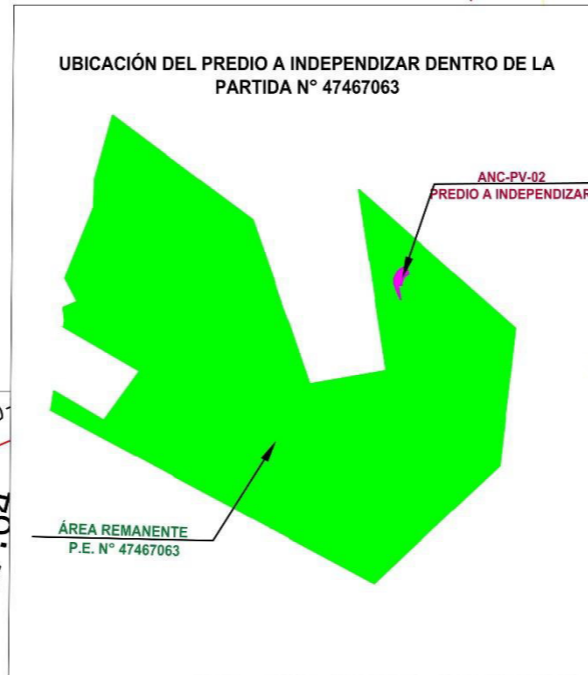 UBICACIÓN DEL PREDIO A INDEPENDIZAR DENTRO DE LA
PARTIDA N° 47467063
ANC-PV-02
PREDIO A INDEPENDIZAR
ÁREA REMANENTE
P.E. N° 47467063